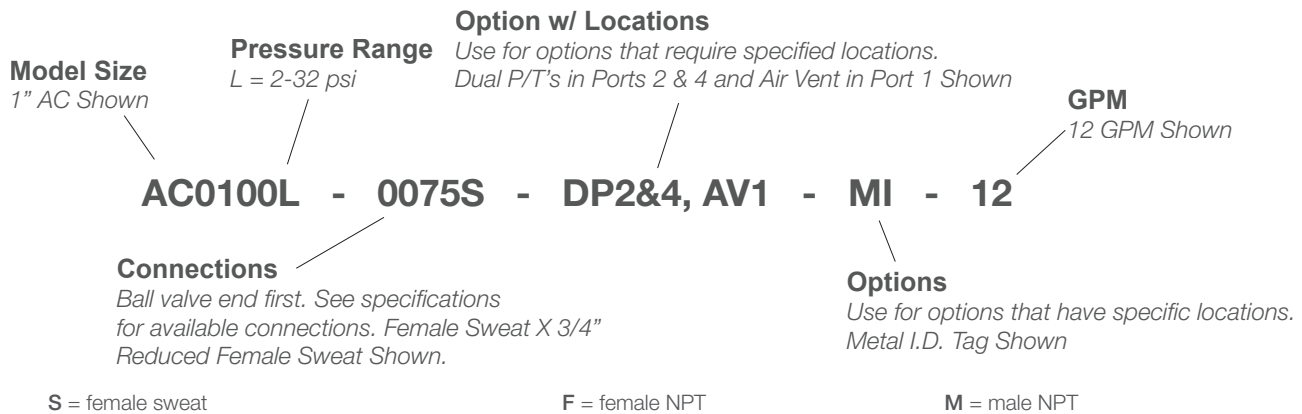 Option w/ Locations
Use for options that require specified locations.
Dual P/T's in Ports 2 & 4 and Air Vent in Port 1 Shown
Pressure Range
L = 2-32 psi
Model Size
1" AC Shown
GPM
12 GPM Shown
AC0100L - 0075S - DP2&4, AV1 - MI - 12
Connections
Ball valve end first. See specifications
for available connections. Female Sweat X 3/4"
Reduced Female Sweat Shown.
Options
Use for options that have specific locations.
Metal I.D. Tag Shown
S = female sweat F = female NPT M = male NPT